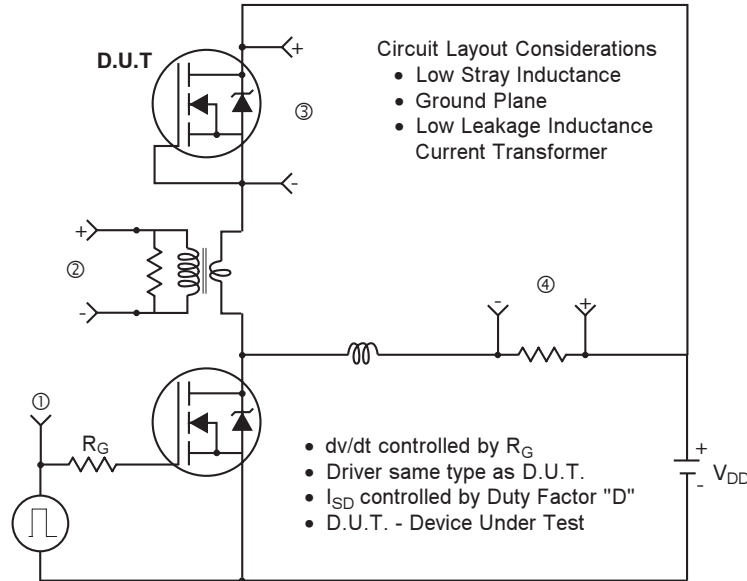 D.U.T
+
③
-
Circuit Layout Considerations
• Low Stray Inductance
• Ground Plane
• Low Leakage Inductance
Current Transformer
+
②
-
④
- +
①
R_G
• dv/dt controlled by R_G
• Driver same type as D.U.T.
• I_SD controlled by Duty Factor "D"
• D.U.T. - Device Under Test
+
-
V_DD